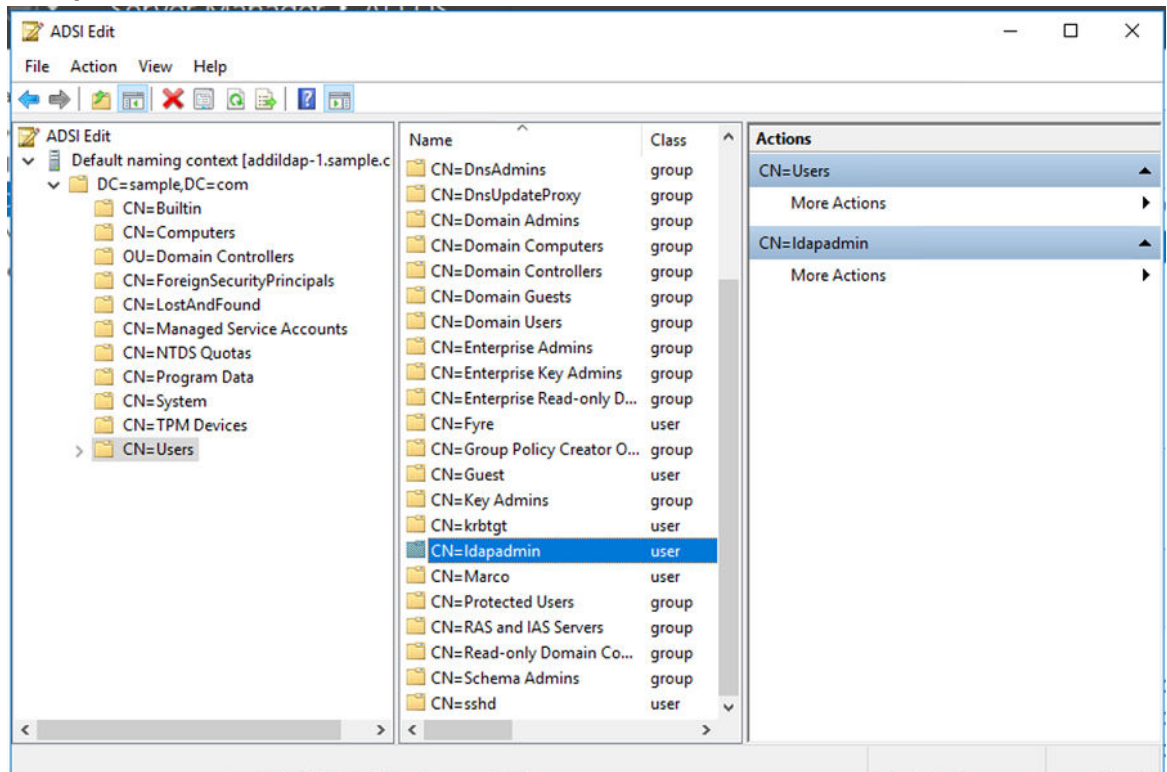 ADSI Edit
File Action View Help
ADSI Edit
Default naming context [addildap-1.sample.c
DC=sample,DC=com
CN=Builtin
CN=Computers
OU=Domain Controllers
CN=ForeignSecurityPrincipals
CN=LostAndFound
CN=Managed Service Accounts
CN=NTDS Quotas
CN=Program Data
CN=System
CN=TPM Devices
CN=Users
Name Class
CN=DnsAdmins group
CN=DnsUpdateProxy group
CN=Domain Admins group
CN=Domain Computers group
CN=Domain Controllers group
CN=Domain Guests group
CN=Domain Users group
CN=Enterprise Admins group
CN=Enterprise Key Admins group
CN=Enterprise Read-only D... group
CN=Fyre user
CN=Group Policy Creator O... group
CN=Guest user
CN=Key Admins group
CN=krbtgt user
CN=ldapadmin user
CN=Marco user
CN=Protected Users group
CN=RAS and IAS Servers group
CN=Read-only Domain Co... group
CN=Schema Admins group
CN=sshd user
Actions
CN=Users
More Actions
CN=ldapadmin
More Actions